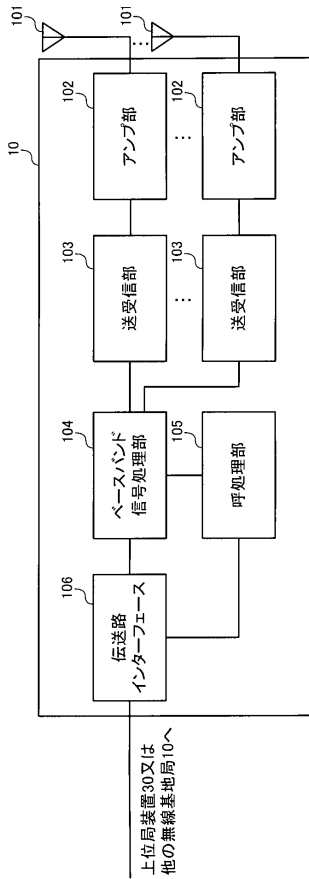 10
101
101
102
アンプ部
102
アンプ部
103
送受信部
103
送受信部
104
ベースバンド
信号処理部
105
呼処理部
106
伝送路
インターフェース
上位局装置30又は
他の無線基地局10へ